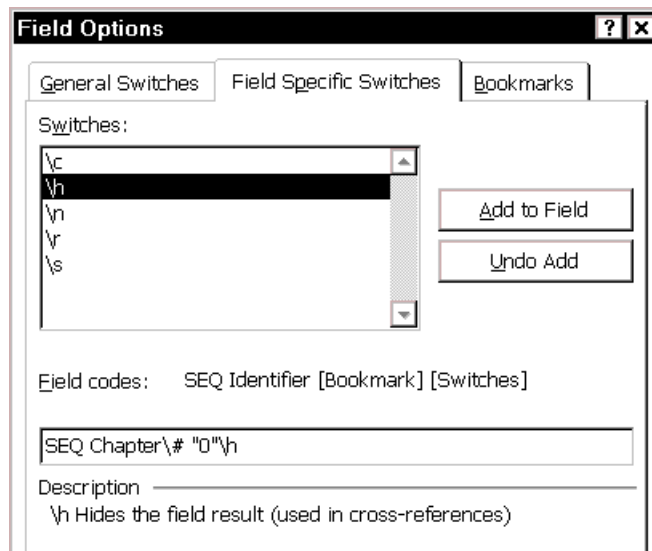 Field Options
General Switches
Field Specific Switches
Bookmarks
Switches:
\c
\h
\n
\r
\s
Add to Field
Undo Add
Field codes: SEQ Identifier [Bookmark] [Switches]
SEQ Chapter\# "0"\h
Description
\h Hides the field result (used in cross-references)